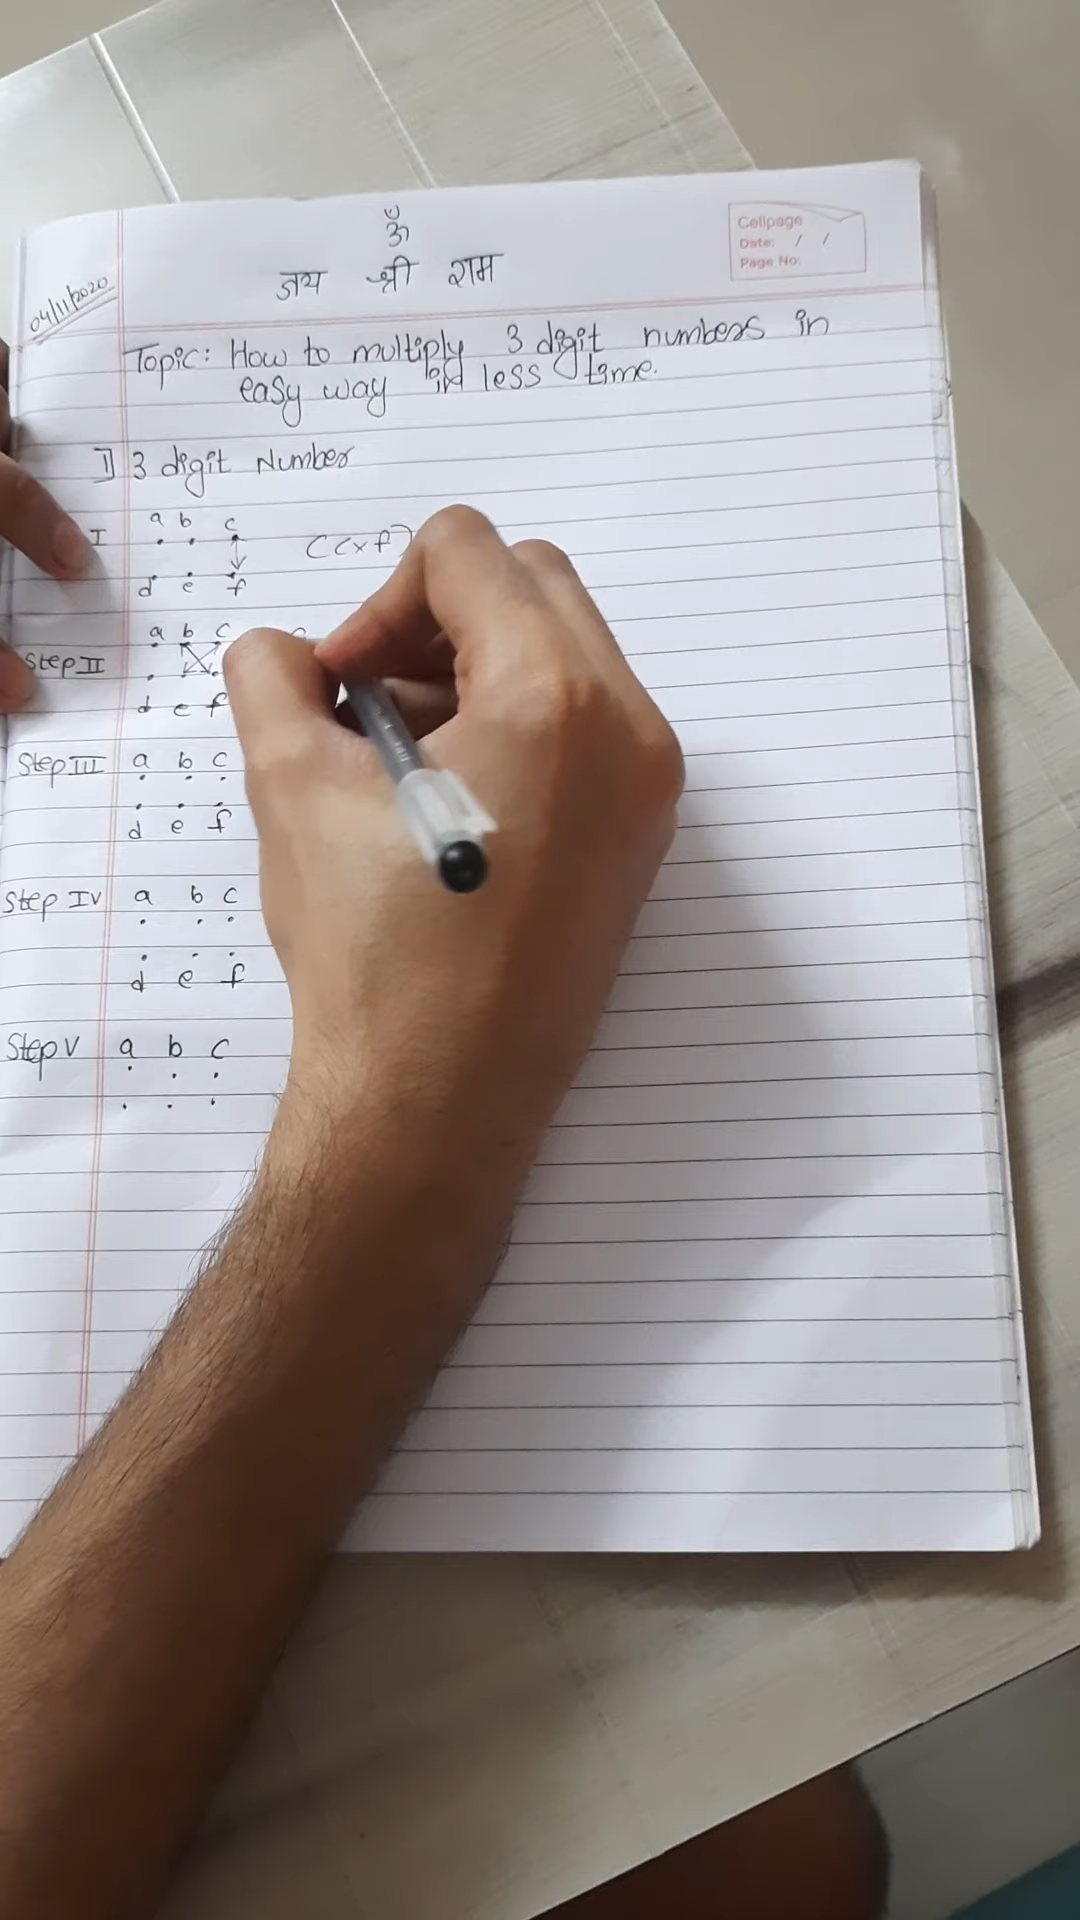 ॐ
जय श्री राम
Cellpage
Date: / /
Page No:
04/11/2020
Topic: How to multiply 3 digit numbers in
easy way in less time.
I] 3 digit Number
I a b c
(c×f)
d e f
Step II a b c
d e f
Step III a b c
d e f
Step IV a b c
d e f
Step V a b c